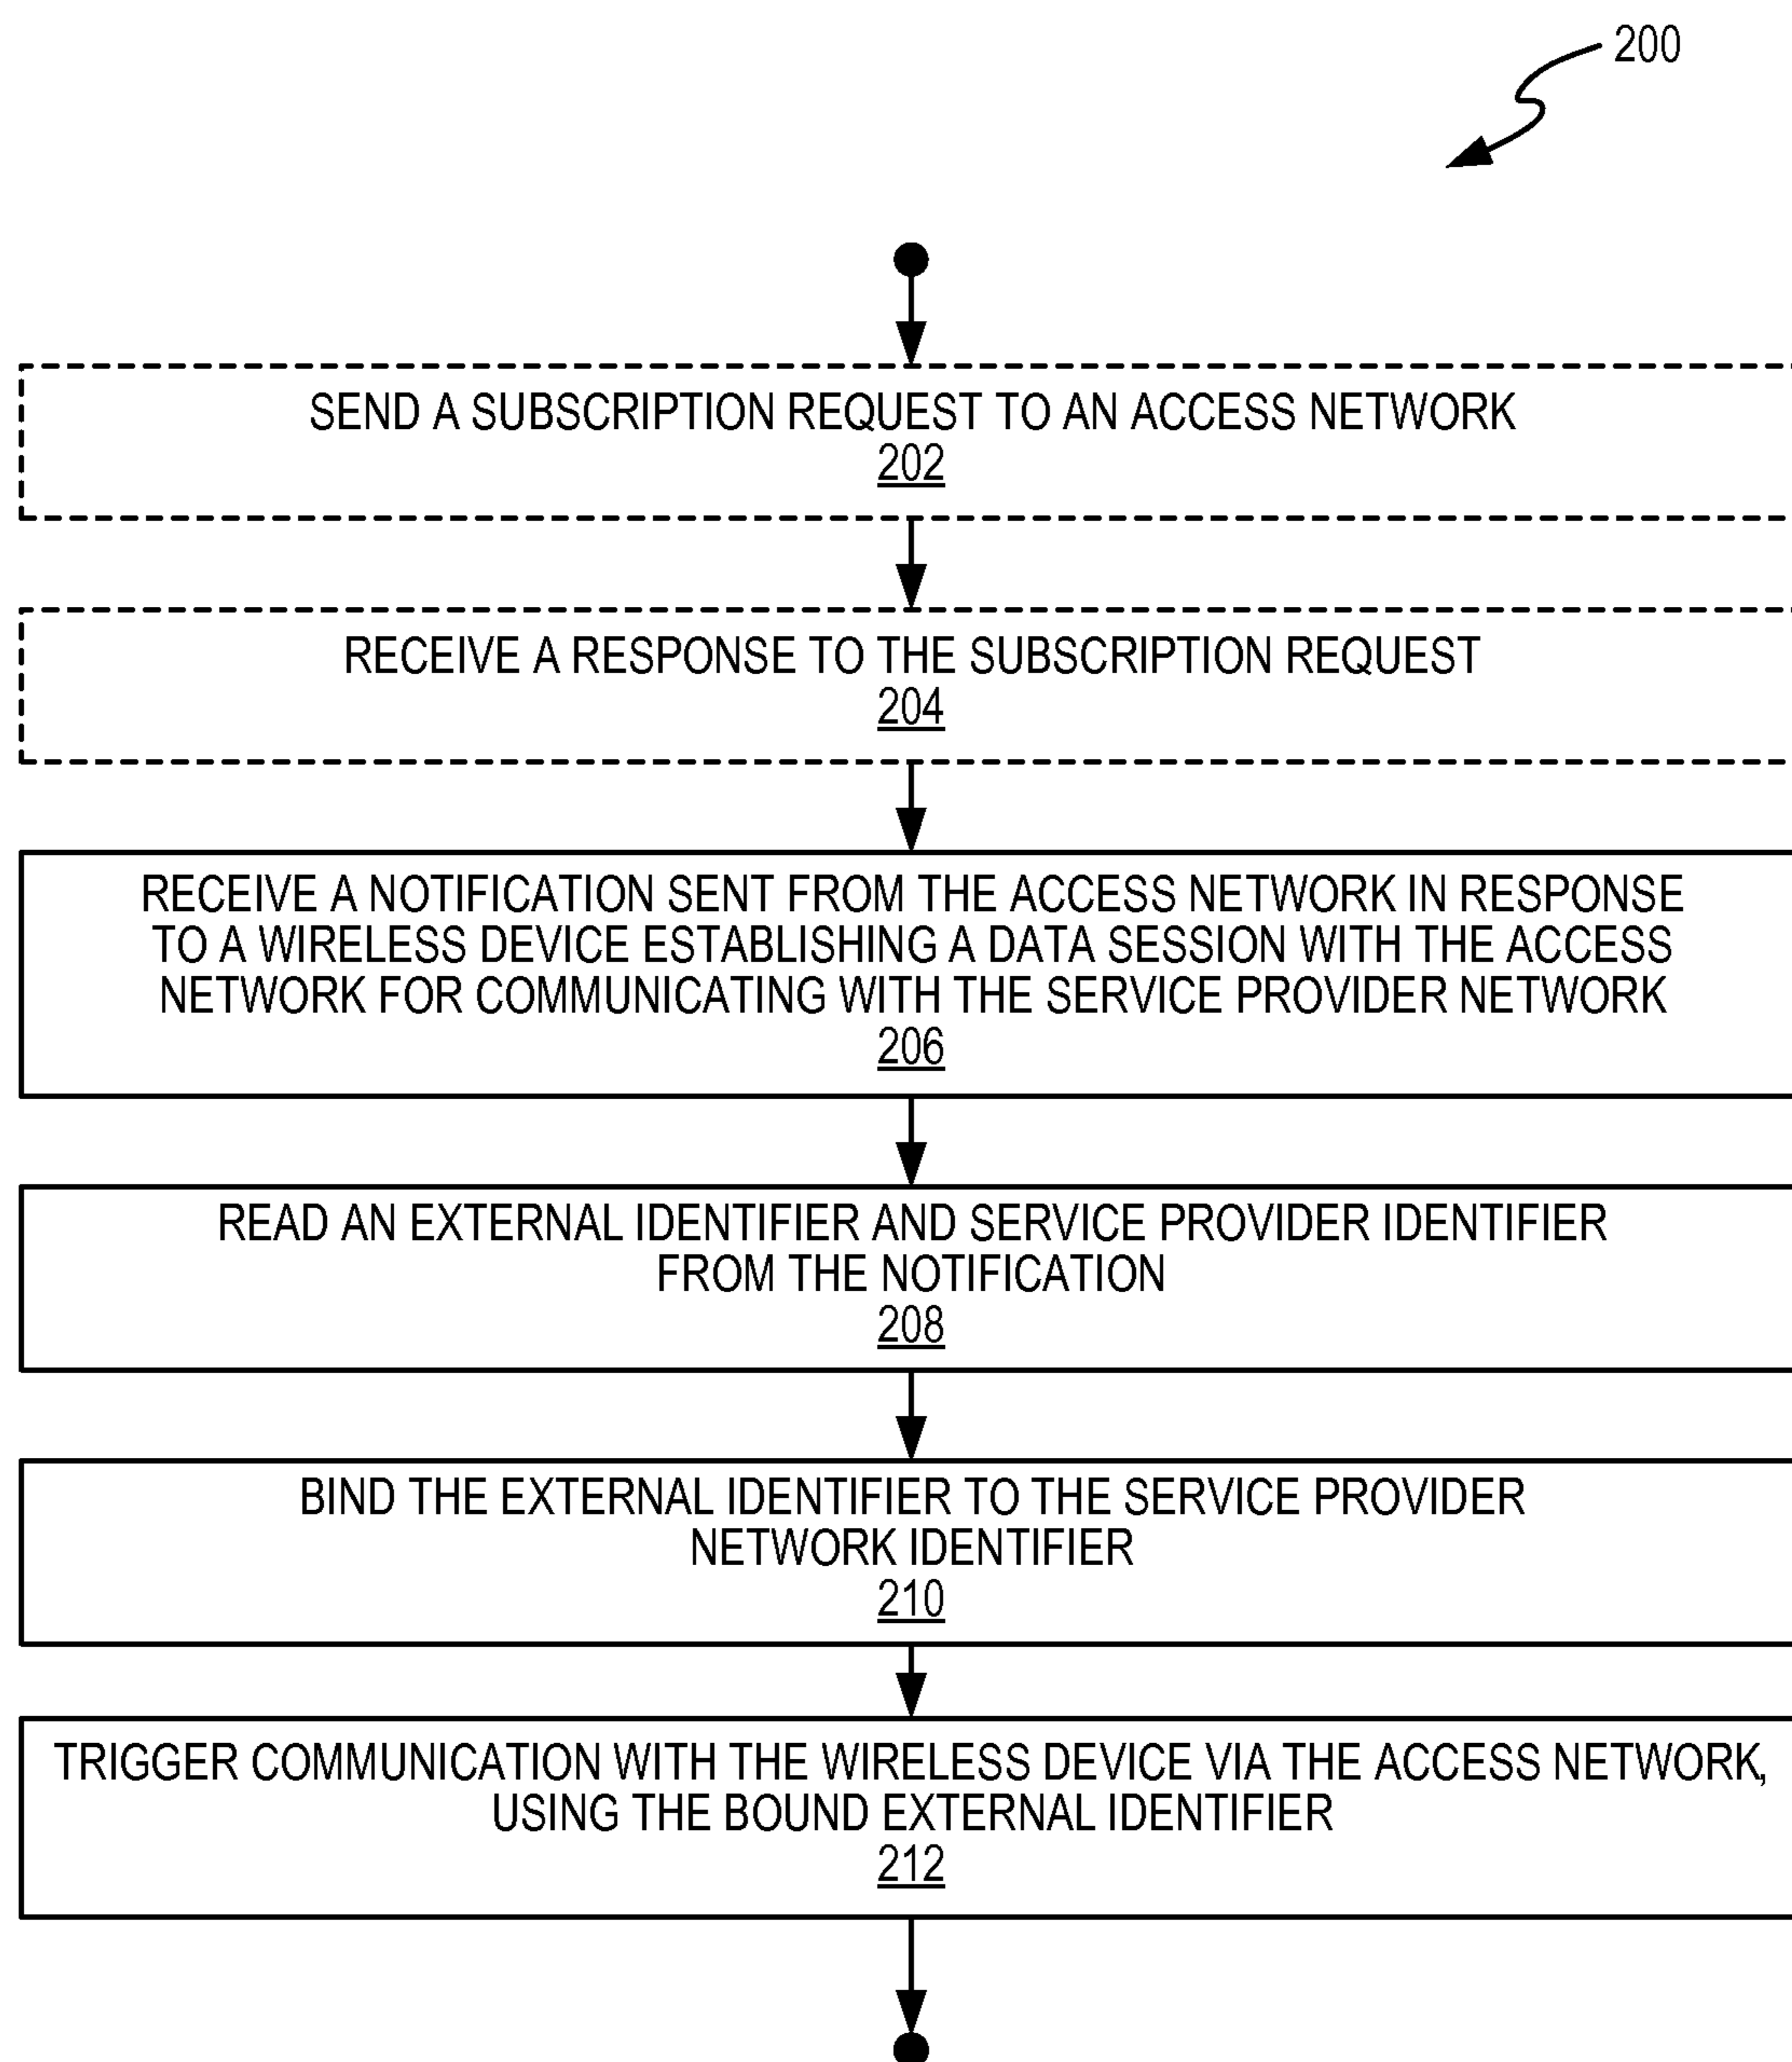 200
SEND A SUBSCRIPTION REQUEST TO AN ACCESS NETWORK
202
RECEIVE A RESPONSE TO THE SUBSCRIPTION REQUEST
204
RECEIVE A NOTIFICATION SENT FROM THE ACCESS NETWORK IN RESPONSE
TO A WIRELESS DEVICE ESTABLISHING A DATA SESSION WITH THE ACCESS
NETWORK FOR COMMUNICATING WITH THE SERVICE PROVIDER NETWORK
206
READ AN EXTERNAL IDENTIFIER AND SERVICE PROVIDER IDENTIFIER
FROM THE NOTIFICATION
208
BIND THE EXTERNAL IDENTIFIER TO THE SERVICE PROVIDER
NETWORK IDENTIFIER
210
TRIGGER COMMUNICATION WITH THE WIRELESS DEVICE VIA THE ACCESS NETWORK,
USING THE BOUND EXTERNAL IDENTIFIER
212